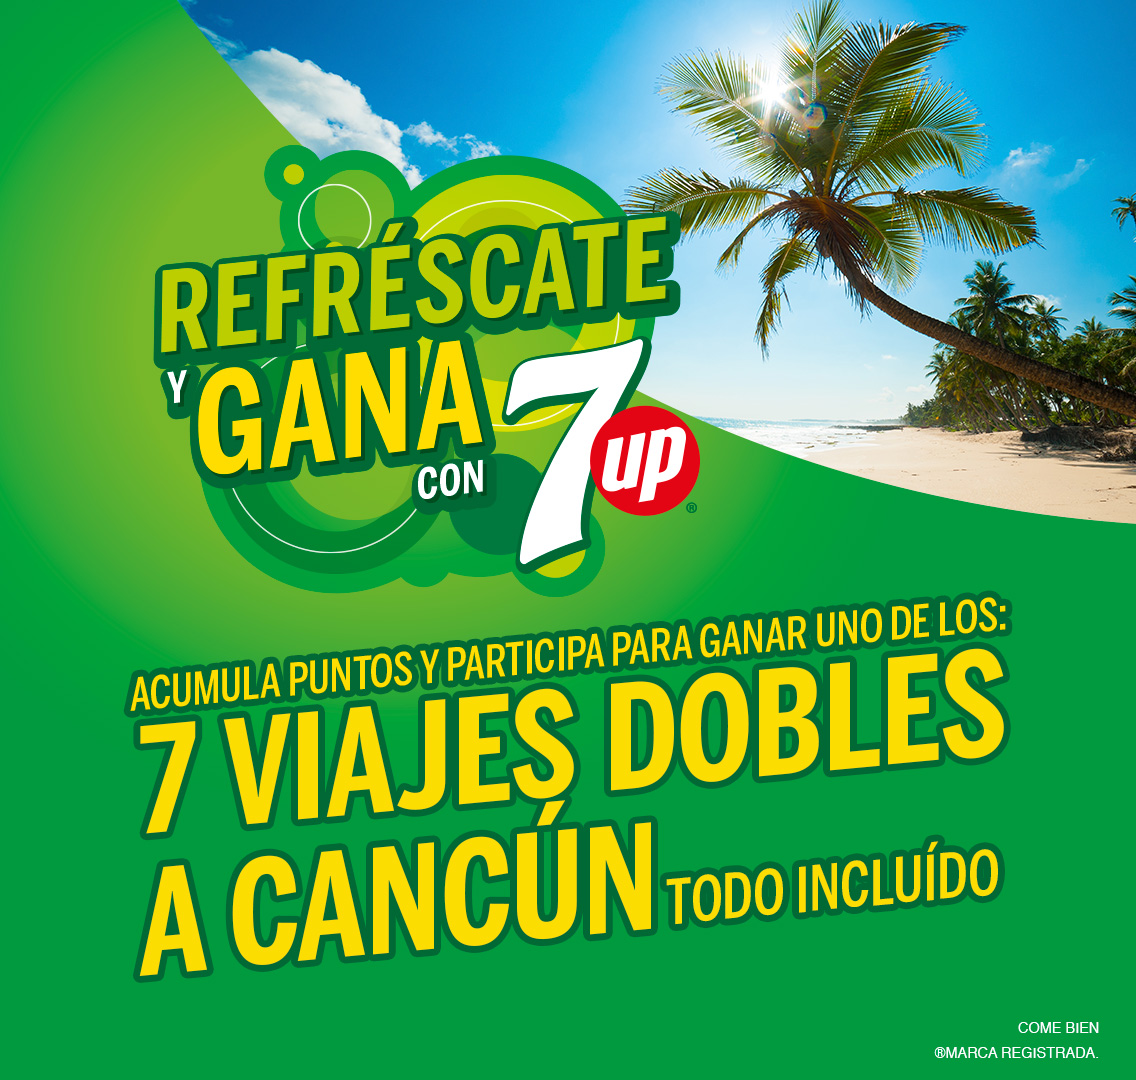 REFRÉSCATE
Y GANA
CON 7up®
ACUMULA PUNTOS Y PARTICIPA PARA GANAR UNO DE LOS:
7 VIAJES DOBLES
A CANCÚN TODO INCLUÍDO
COME BIEN
®MARCA REGISTRADA.